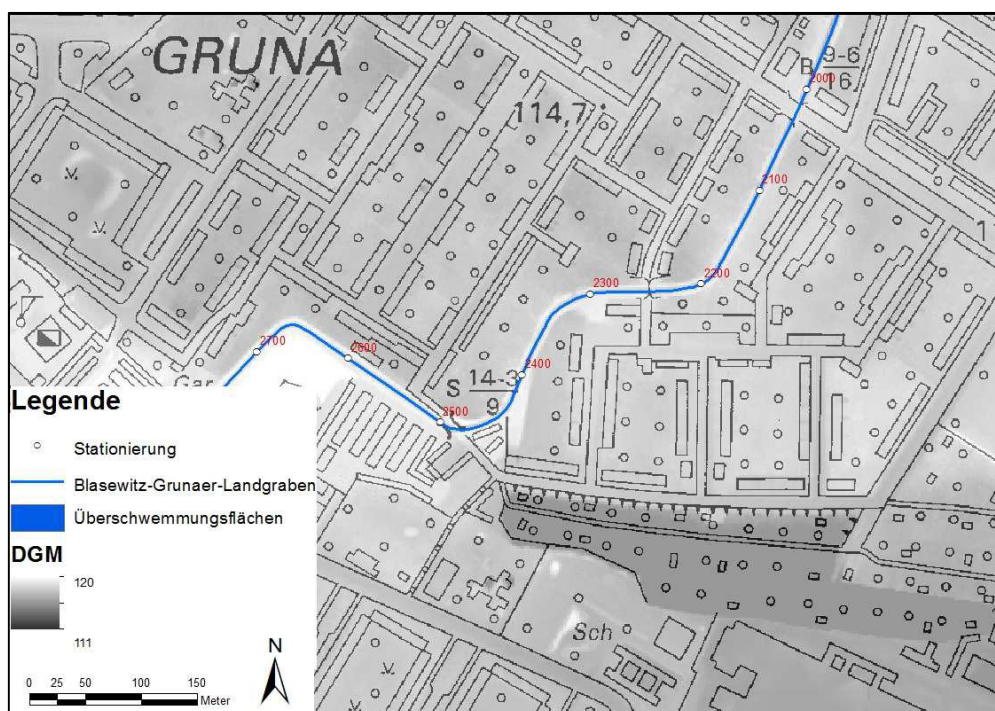 GRUNA
114,7
B 9-6
16
2000
2100
2200
2300
2400
2500
2600
2700
S 14-3
9
Gar
Sch
Legende
Stationierung
Blasewitz-Grunaer-Landgraben
Überschwemmungsflächen
DGM
120
111
N
0 25 50 100 150
Meter